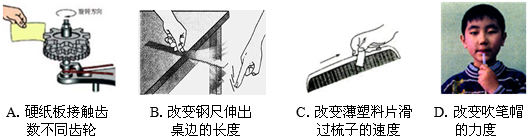 旋转方向
A. 硬纸板接触齿
数不同齿轮
B. 改变钢尺伸出
桌边的长度
C. 改变薄塑料片滑
过梳子的速度
D. 改变吹笔帽
的力度